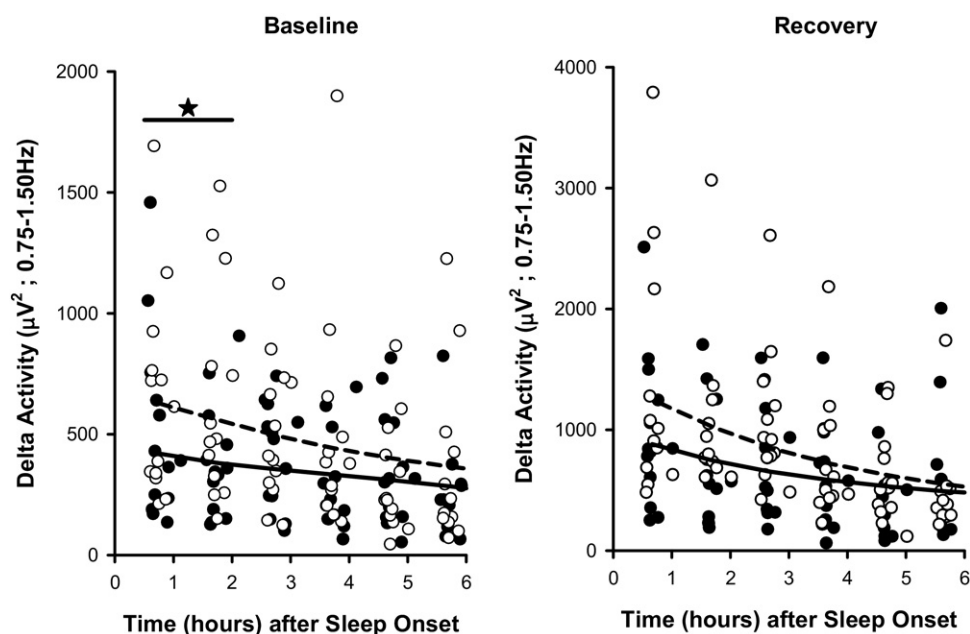 Baseline
Delta Activity (µV² ; 0.75-1.50Hz)
2000
1500
1000
500
0
0 1 2 3 4 5 6
Time (hours) after Sleep Onset
Recovery
Delta Activity (µV² ; 0.75-1.50Hz)
4000
3000
2000
1000
0
0 1 2 3 4 5 6
Time (hours) after Sleep Onset